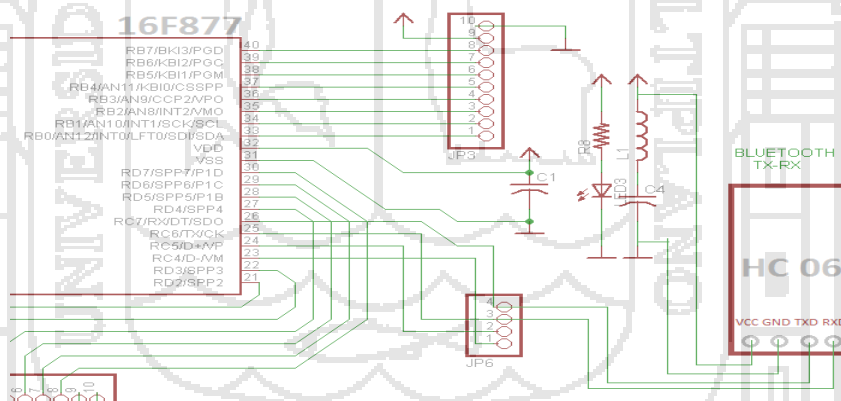 16F877
RB7/BKI3/PGD 40
RB6/KBI2/PGC 39
RB5/KBI1/PGM 38
RB4/AN11/KBI0/CSSPP 37
RB3/AN9/CCP2/VPO 36
RB2/AN8/INT2/VMO 35
RB1/AN10/INT1/SCK/SCL 34
RB0/AN12/INT0/LFT0/SDI/SDA 33
VDD 32
VSS 31
RD7/SPP7/P1D 30
RD6/SPP6/P1C 29
RD5/SPP5/P1B 28
RD4/SPP4 27
RC7/RX/DT/SDO 26
RC6/TX/CK 25
RC5/D+/VP 24
RC4/D-/VM 23
RD3/SPP3 22
RD2/SPP2 21
10
9
8
7
6
5
4
3
2
1
JP3
C1
R8
L1
C4
BLUETOOTH
TX-RX
HC 06
VCC GND TXD RXD
4
3
2
1
JP6
6 7 8 9 10